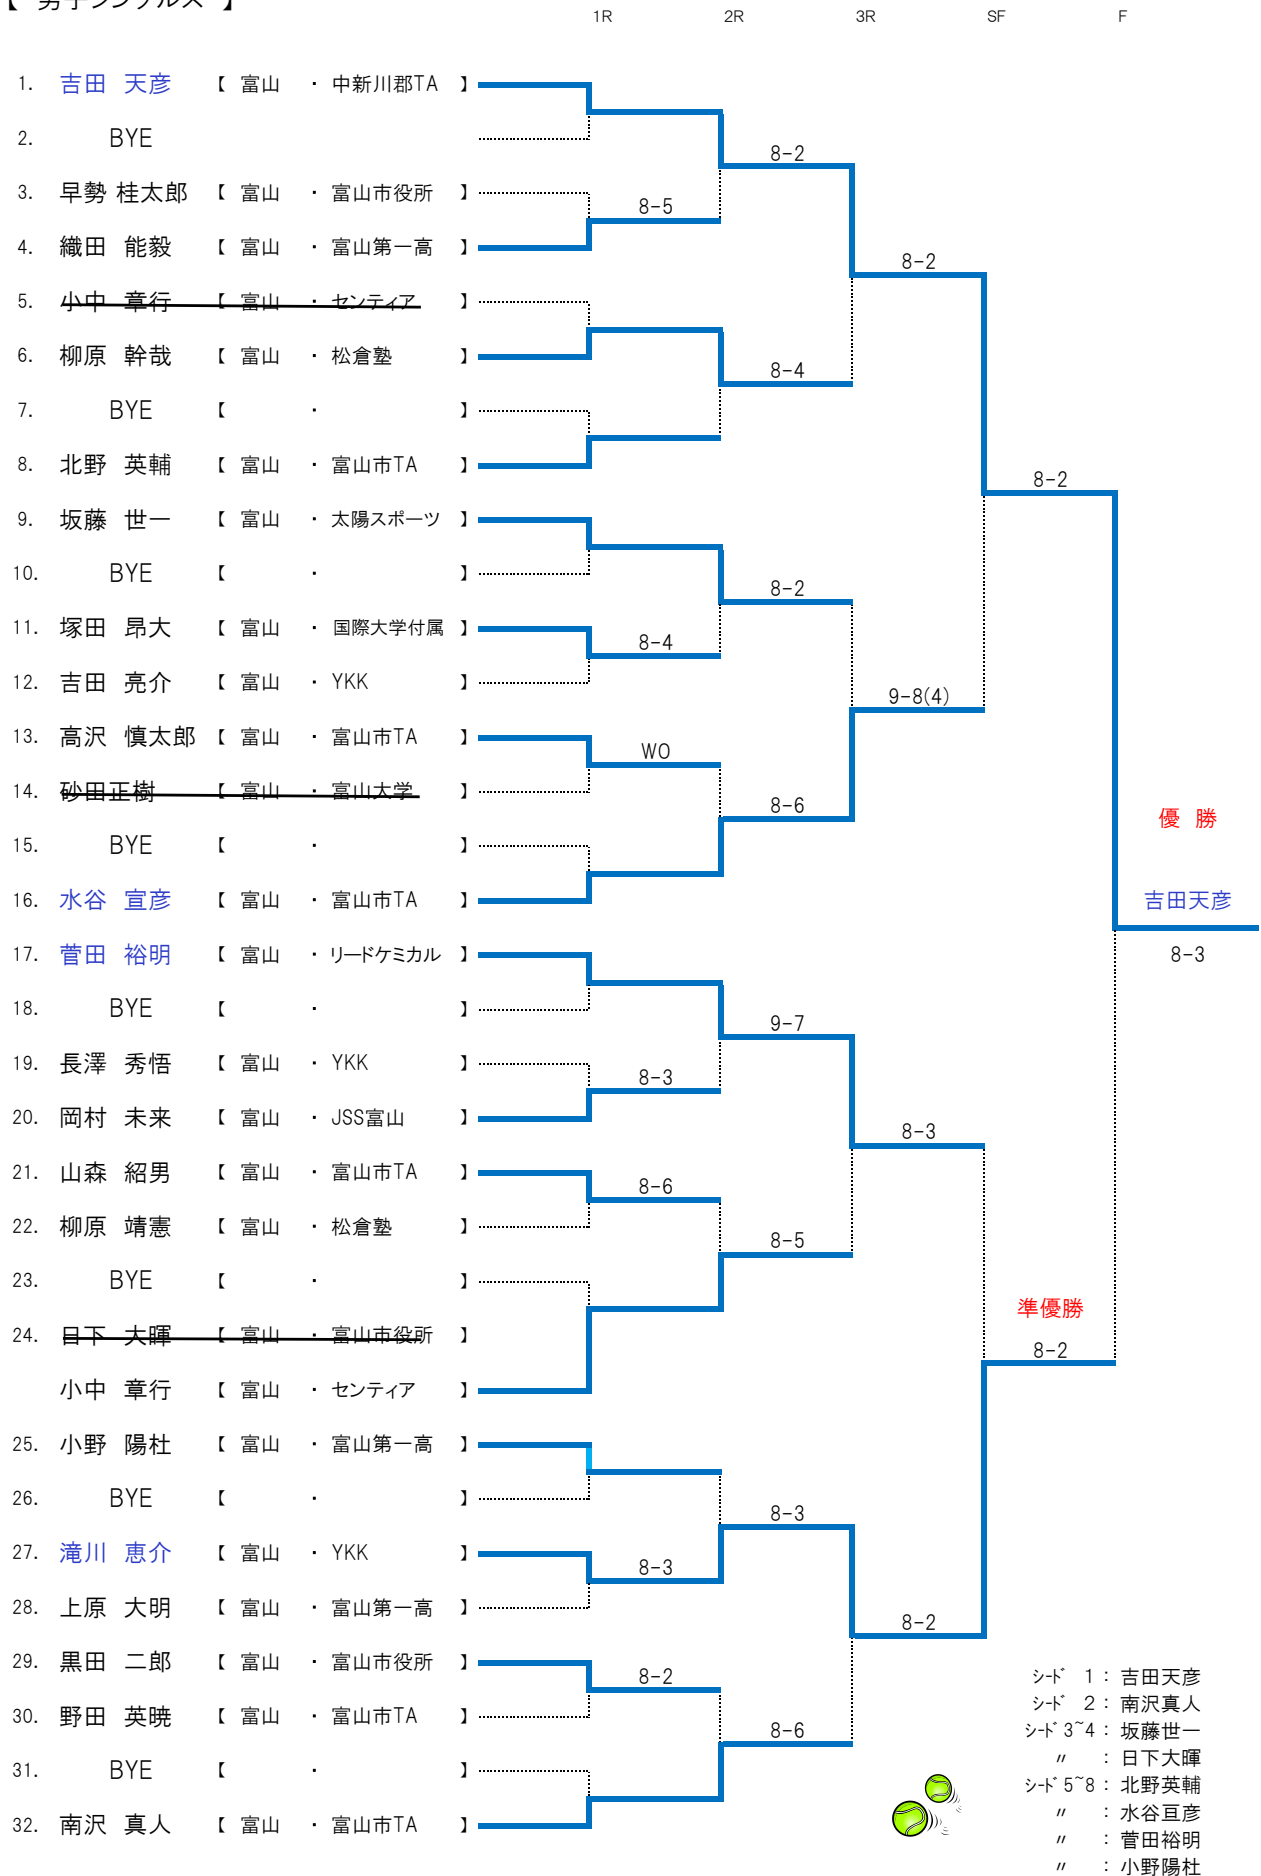 【 男子シングルス 】
1R 2R 3R SF F
1. 吉田 天彦 【 富山 ・ 中新川郡TA 】
2. BYE
8-2
3. 早勢 桂太郎 【 富山 ・ 富山市役所 】
8-5
4. 織田 能毅 【 富山 ・ 富山第一高 】
8-2
5. 小中 章行 【 富山 ・ センティア 】
6. 柳原 幹哉 【 富山 ・ 松倉塾 】
8-4
7. BYE 【 ・ 】
8. 北野 英輔 【 富山 ・ 富山市TA 】
8-2
9. 坂藤 世一 【 富山 ・ 太陽スポーツ 】
10. BYE 【 ・ 】
8-2
11. 塚田 昂大 【 富山 ・ 国際大学付属 】
8-4
12. 吉田 亮介 【 富山 ・ YKK 】
9-8(4)
13. 高沢 慎太郎 【 富山 ・ 富山市TA 】
WO
14. 砂田正樹 【 富山 ・ 富山大学 】
8-6
優 勝
15. BYE 【 ・ 】
16. 水谷 宣彦 【 富山 ・ 富山市TA 】
吉田天彦
17. 菅田 裕明 【 富山 ・ リードケミカル 】
8-3
18. BYE 【 ・ 】
9-7
19. 長澤 秀悟 【 富山 ・ YKK 】
8-3
20. 岡村 未来 【 富山 ・ JSS富山 】
8-3
21. 山森 紹男 【 富山 ・ 富山市TA 】
8-6
22. 柳原 靖憲 【 富山 ・ 松倉塾 】
8-5
23. BYE 【 ・ 】
準優勝
24. 日下 大暉 【 富山 ・ 富山市役所 】
8-2
小中 章行 【 富山 ・ センティア 】
25. 小野 陽杜 【 富山 ・ 富山第一高 】
26. BYE 【 ・ 】
8-3
27. 滝川 恵介 【 富山 ・ YKK 】
8-3
28. 上原 大明 【 富山 ・ 富山第一高 】
8-2
29. 黒田 二郎 【 富山 ・ 富山市役所 】
8-2
30. 野田 英暁 【 富山 ・ 富山市TA 】
8-6
31. BYE 【 ・ 】
32. 南沢 真人 【 富山 ・ 富山市TA 】
シード 1 : 吉田天彦
シード 2 : 南沢真人
シード 3~4 : 坂藤世一
〃 : 日下大暉
シード 5~8 : 北野英輔
〃 : 水谷亘彦
〃 : 菅田裕明
〃 : 小野陽杜